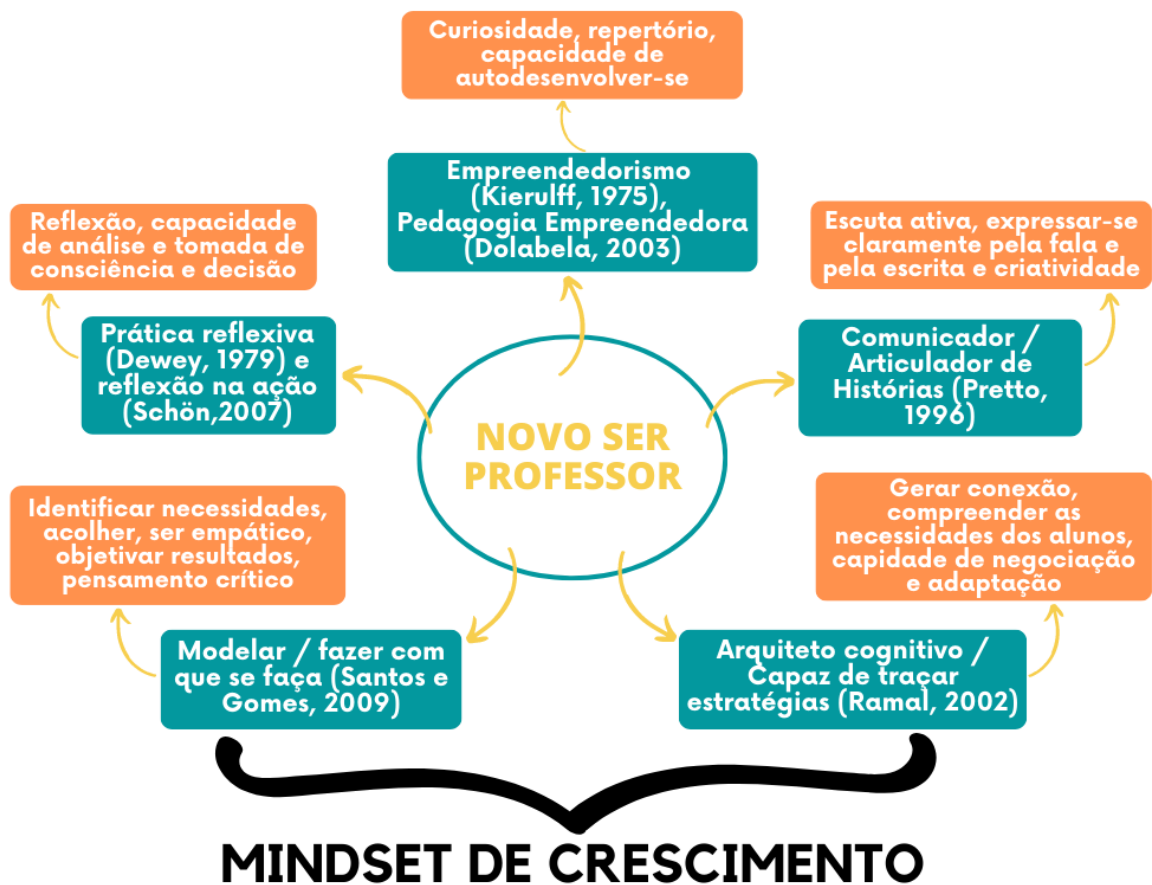 Curiosidade, repertório,
capacidade de
autodesenvolver-se
Empreendedorismo
(Kierulff, 1975),
Pedagogia Empreendedora
(Dolabela, 2003)
Reflexão, capacidade
de análise e tomada de
consciência e decisão
Prática reflexiva
(Dewey, 1979) e
reflexão na ação
(Schön,2007)
Escuta ativa, expressar-se
claramente pela fala e
pela escrita e criatividade
Comunicador /
Articulador de
Histórias (Pretto,
1996)
NOVO SER
PROFESSOR
Identificar necessidades,
acolher, ser empático,
objetivar resultados,
pensamento crítico
Modelar / fazer com
que se faça (Santos e
Gomes, 2009)
Gerar conexão,
compreender as
necessidades dos alunos,
capidade de negociação
e adaptação
Arquiteto cognitivo /
Capaz de traçar
estratégias (Ramal, 2002)
MINDSET DE CRESCIMENTO